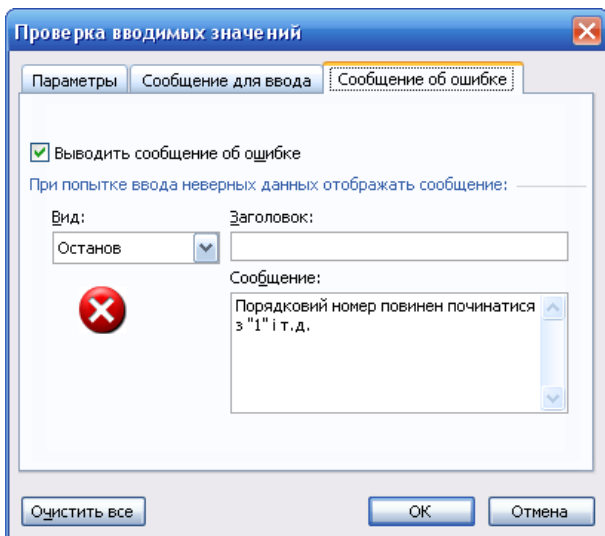 Проверка вводимых значений
Параметры
Сообщение для ввода
Сообщение об ошибке
Выводить сообщение об ошибке
При попытке ввода неверных данных отображать сообщение:
Вид:
Заголовок:
Останов
Сообщение:
Порядковий номер повинен починатися
з "1" і т.д.
Очистить все
ОК
Отмена